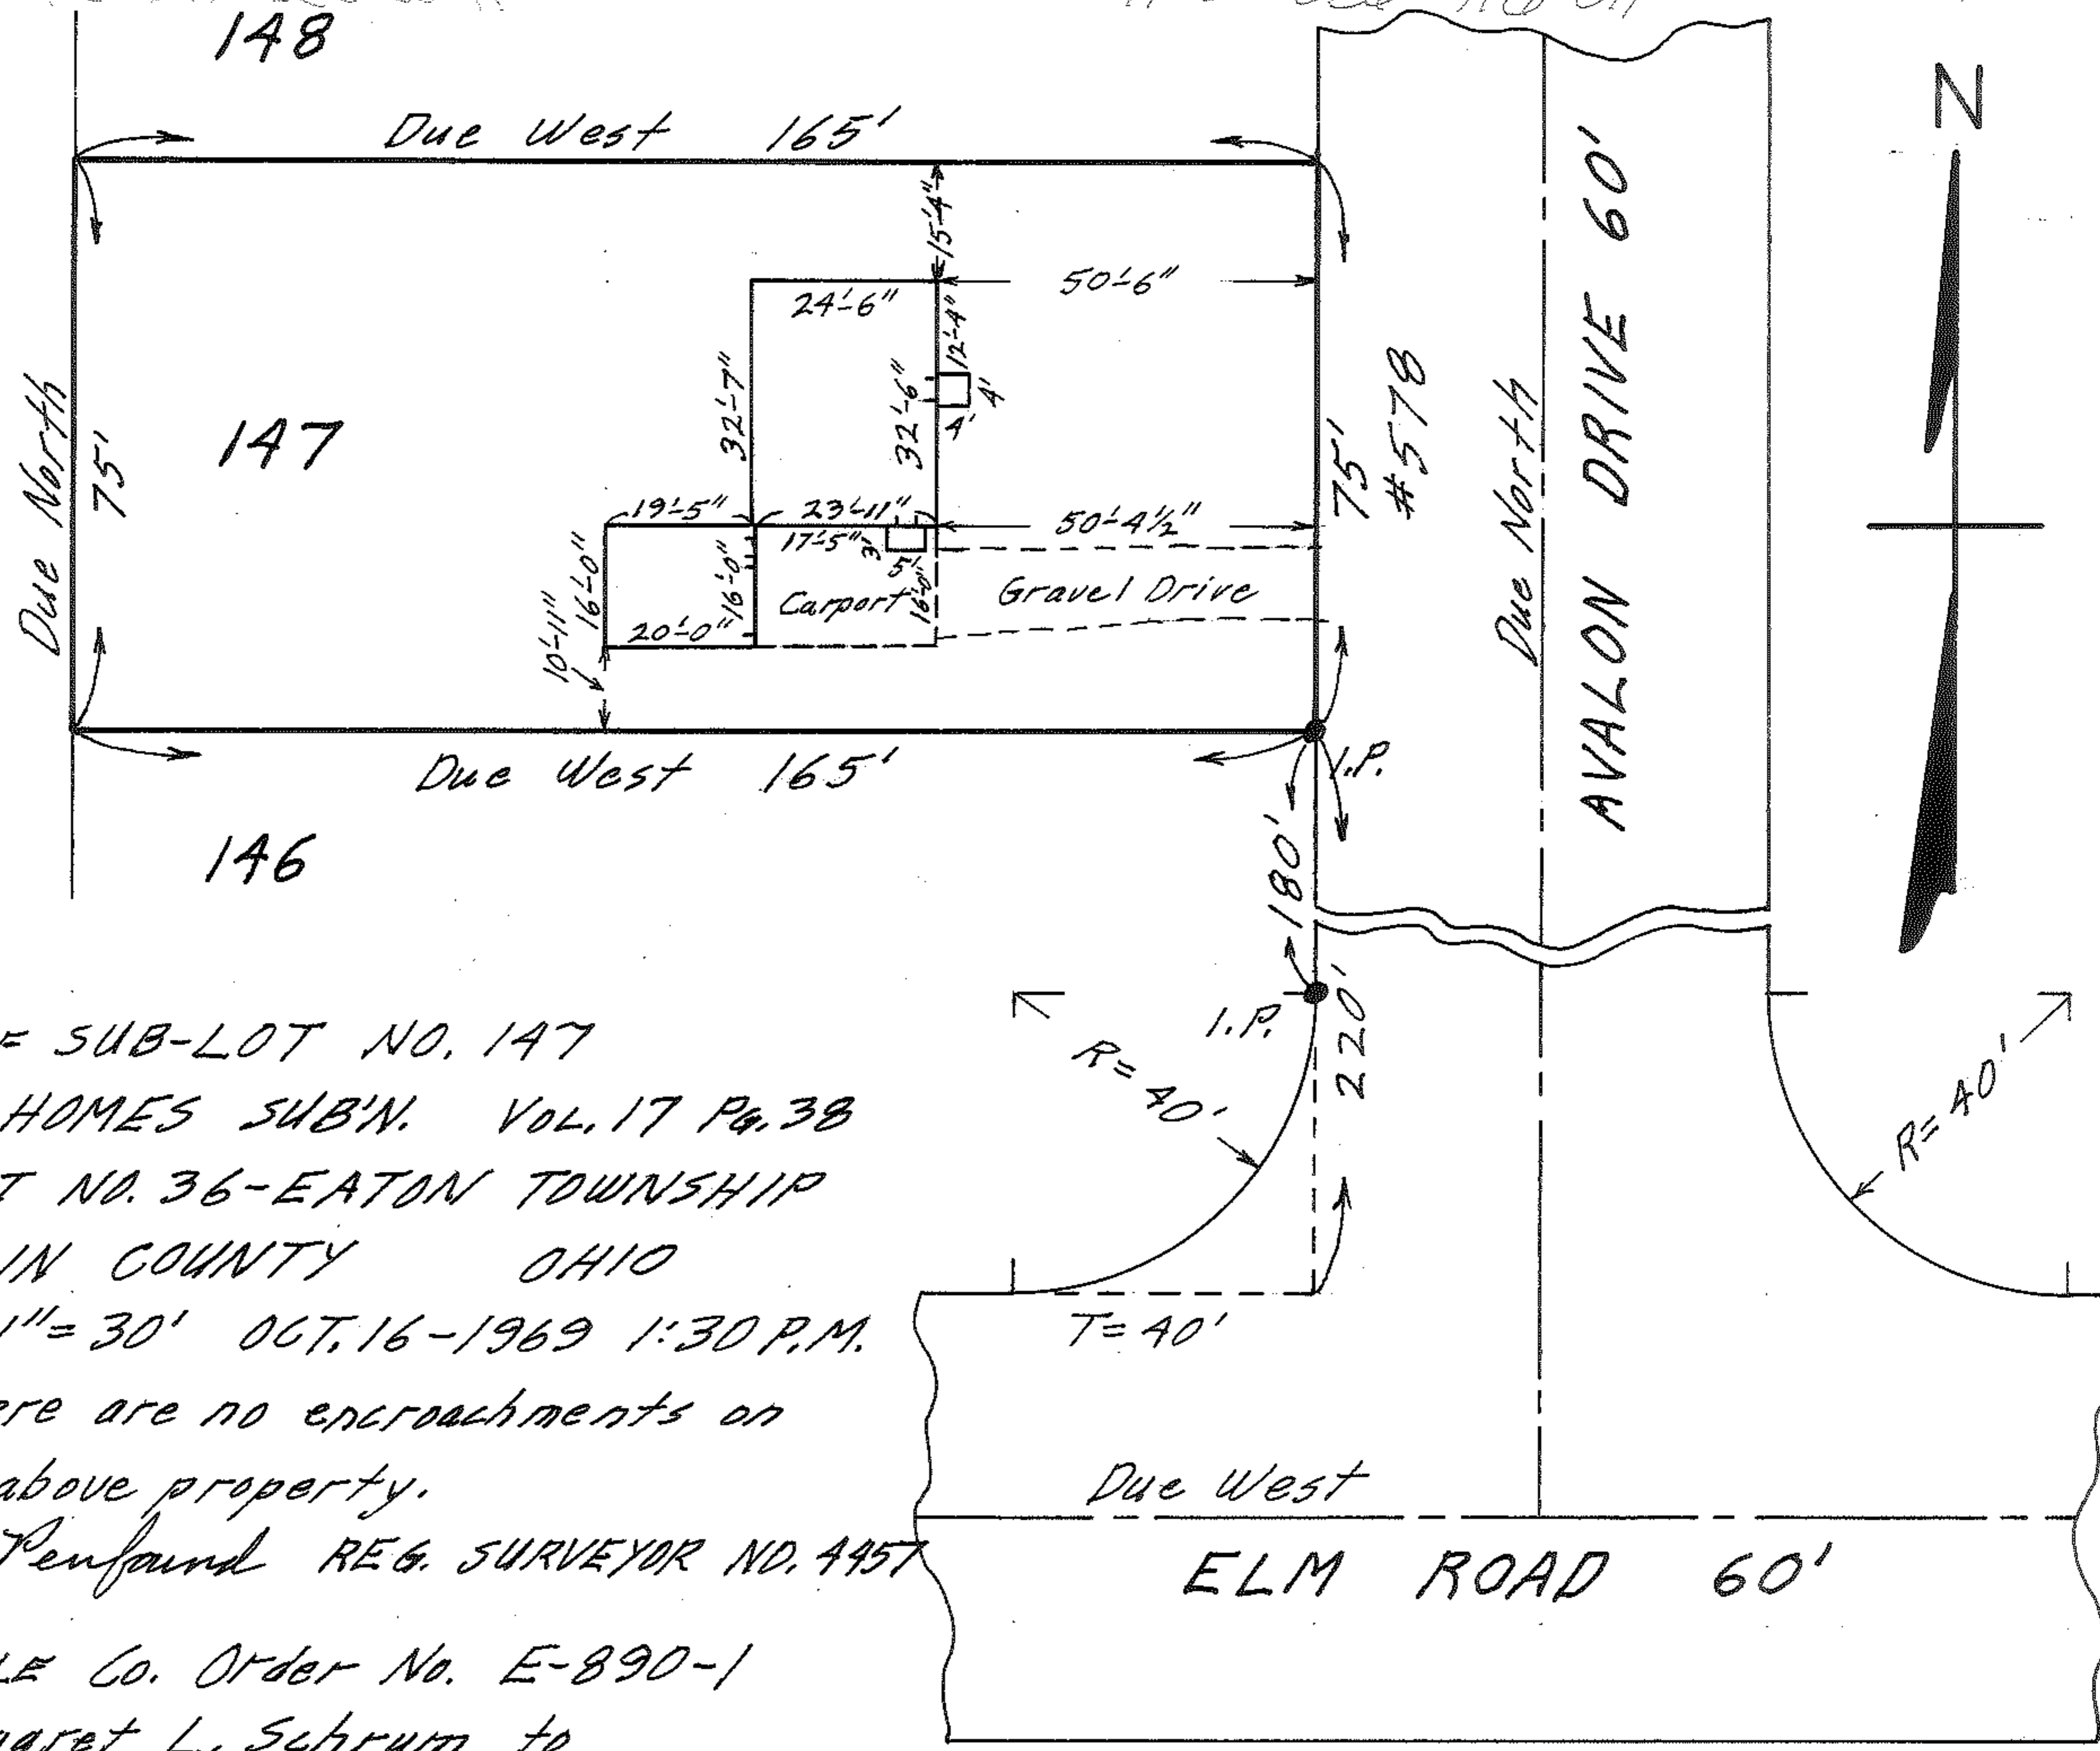 148
N
Due West 165'
15'-4"
50'-6"
24'-6"
12'-4"
32'-7"
32'-6"
4'
4'
Due North
75'
147
75'
#578
Due North
AVALON DRIVE 60'
19'-5"
23'-11"
50'-4½"
17'-5"
3'
5'
16'-0"
16'-0"
16'-0"
Carport
Gravel Drive
20'-0"
10'-11"
I.P.
Due West 165'
146
180'
I.P.
220'
R=40'
R=40'
T=40'
SUB-LOT NO. 147
HOMES SUB'N. VOL. 17 PG. 38
T NO. 36-EATON TOWNSHIP
IN COUNTY OHIO
1"=30' OCT. 16-1969 1:30 P.M.
ere are no encroachments on
above property.
Penfound REG. SURVEYOR NO. 4457
Due West
ELM ROAD 60'
LE Co. Order No. E-890-1
garet L. Schrum to